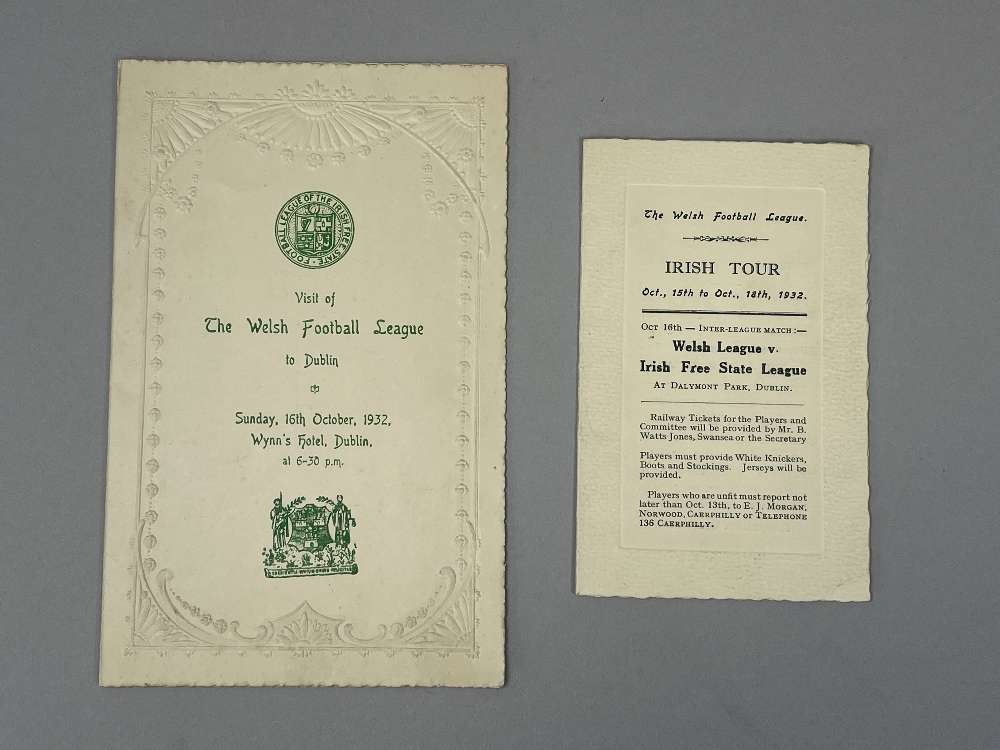 FOOTBALL LEAGUE OF THE IRISH FREE STATE
Visit of
The Welsh Football League
to Dublin
Sunday, 16th October, 1932,
Wynn's Hotel, Dublin,
at 6-30 p.m.
The Welsh Football League.
IRISH TOUR
Oct., 15th to Oct., 18th, 1932.
Oct 16th — Inter-League Match :—
Welsh League v.
Irish Free State League
At Dalymont Park, Dublin.
Railway Tickets for the Players and
Committee will be provided by Mr. B.
Watts Jones, Swansea or the Secretary
Players must provide White Knickers,
Boots and Stockings. Jerseys will be
provided.
Players who are unfit must report not
later than Oct. 13th, to E. J. Morgan,
Norwood, Caerphilly or Telephone
136 Caerphilly.